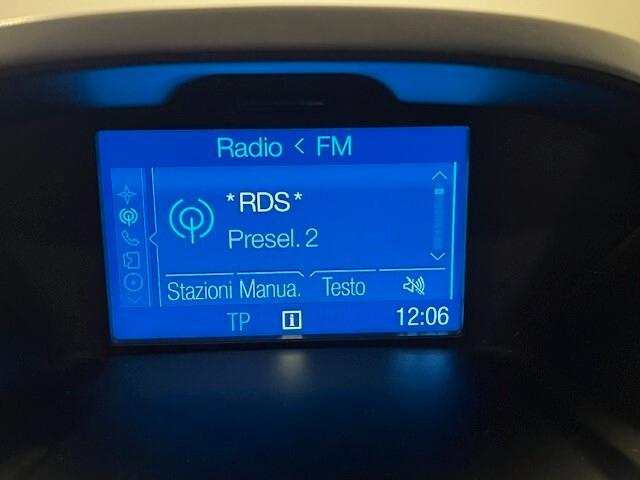 Radio < FM
*RDS*
Presel. 2
Stazioni Manua. Testo
TP i 12:06